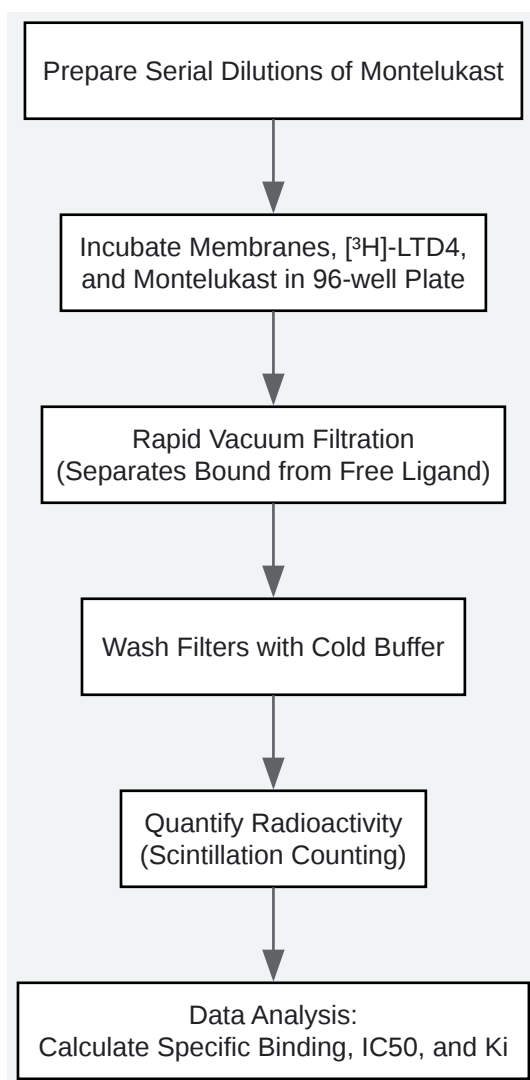 Prepare Serial Dilutions of Montelukast
Incubate Membranes, [³H]-LTD4,
and Montelukast in 96-well Plate
Rapid Vacuum Filtration
(Separates Bound from Free Ligand)
Wash Filters with Cold Buffer
Quantify Radioactivity
(Scintillation Counting)
Data Analysis:
Calculate Specific Binding, IC50, and Ki